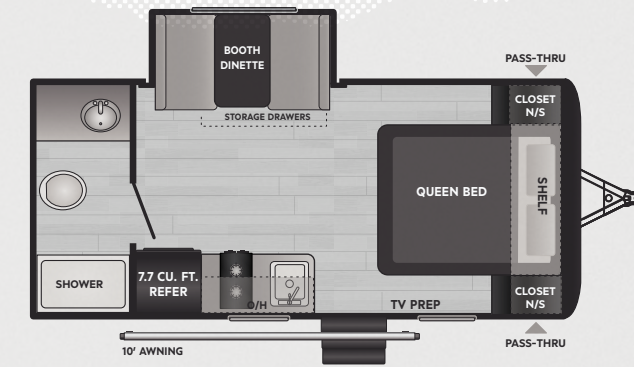 BOOTH
DINETTE
STORAGE DRAWERS
PASS-THRU
CLOSET
N/S
QUEEN BED
SHELF
SHOWER
7.7 CU. FT.
REFER
O/H
TV PREP
CLOSET
N/S
10' AWNING
PASS-THRU